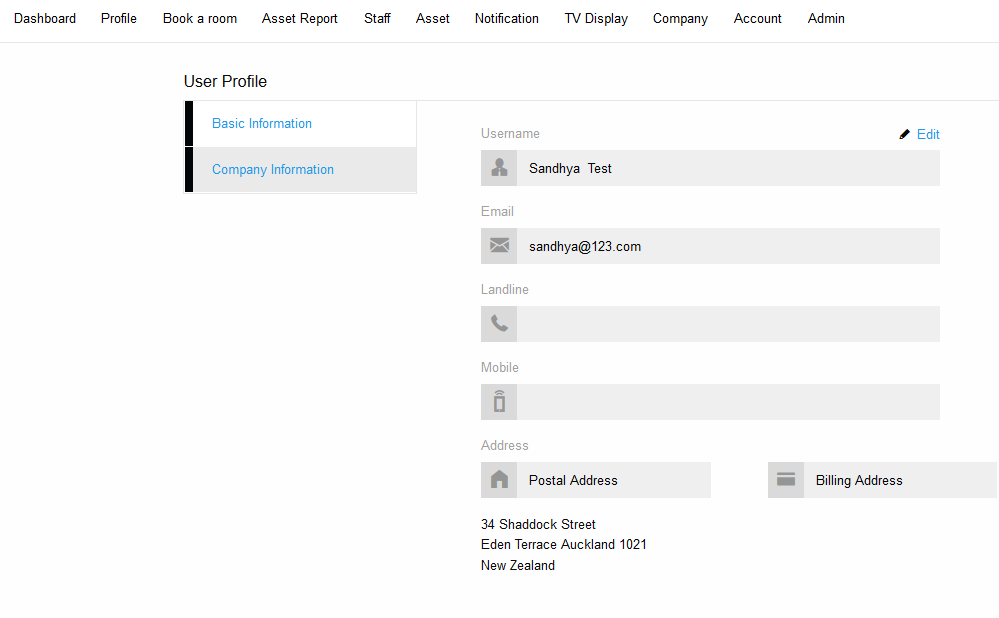 Dashboard Profile Book a room Asset Report Staff Asset Notification TV Display Company Account Admin
User Profile
Basic Information
Company Information
Username Edit
Sandhya  Test
Email
sandhya@123.com
Landline
Mobile
Address
Postal Address Billing Address
34 Shaddock Street
Eden Terrace Auckland 1021
New Zealand